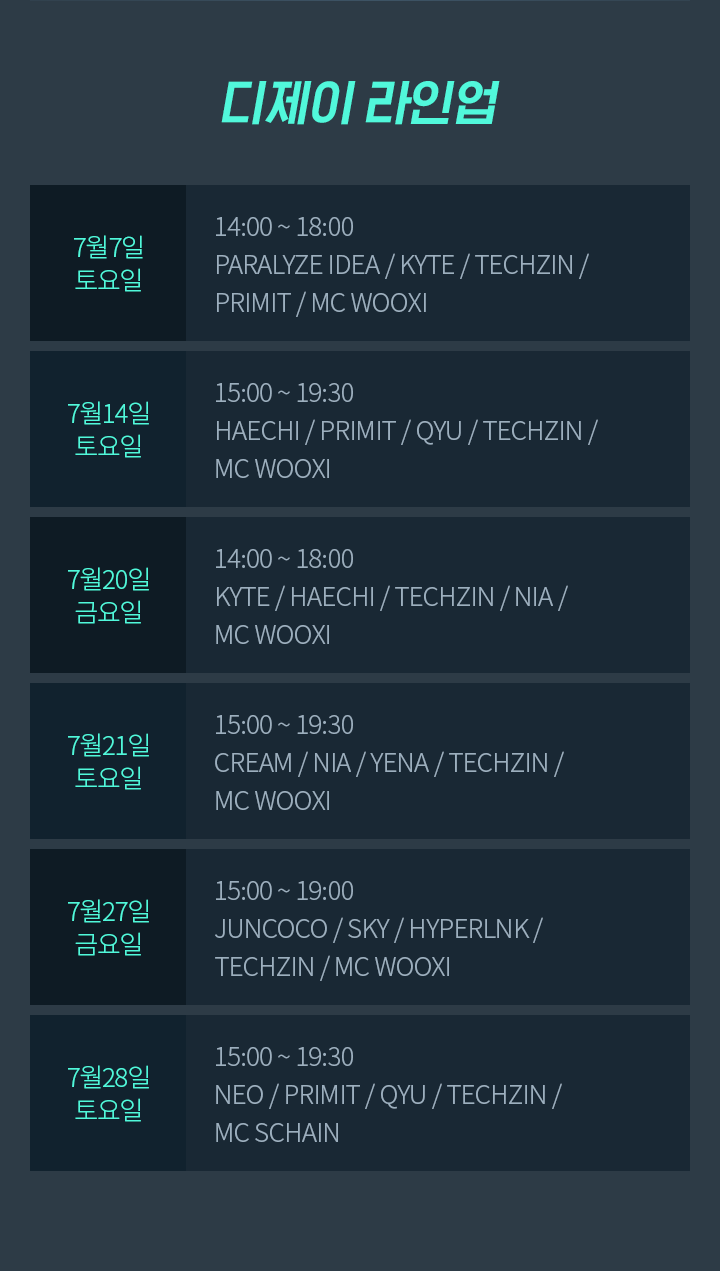 디제이 라인업
7월7일
토요일
14:00 ~ 18:00
PARALYZE IDEA / KYTE / TECHZIN /
PRIMIT / MC WOOXI
7월14일
토요일
15:00 ~ 19:30
HAECHI / PRIMIT / QYU / TECHZIN /
MC WOOXI
7월20일
금요일
14:00 ~ 18:00
KYTE / HAECHI / TECHZIN / NIA /
MC WOOXI
7월21일
토요일
15:00 ~ 19:30
CREAM / NIA / YENA / TECHZIN /
MC WOOXI
7월27일
금요일
15:00 ~ 19:00
JUNCOCO / SKY / HYPERLNK /
TECHZIN / MC WOOXI
7월28일
토요일
15:00 ~ 19:30
NEO / PRIMIT / QYU / TECHZIN /
MC SCHAIN